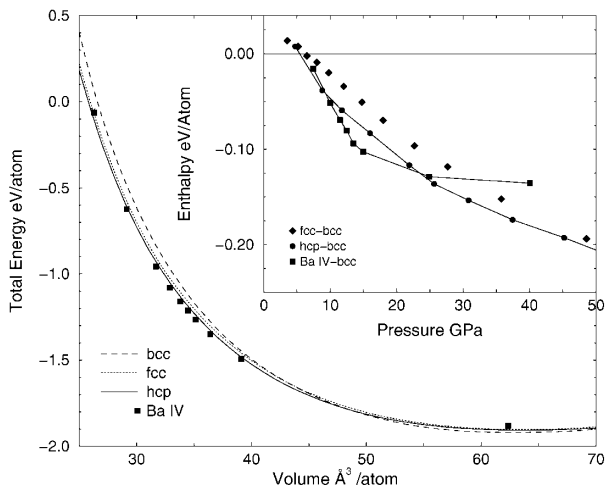 0.5
0.0
−0.5
−1.0
−1.5
−2.0
Total Energy eV/atom
30
40
50
60
70
Volume Å³ /atom
bcc
fcc
hcp
Ba IV
0.00
−0.10
−0.20
Enthalpy eV/Atom
fcc−bcc
hcp−bcc
Ba IV−bcc
0
10
20
30
40
50
Pressure GPa